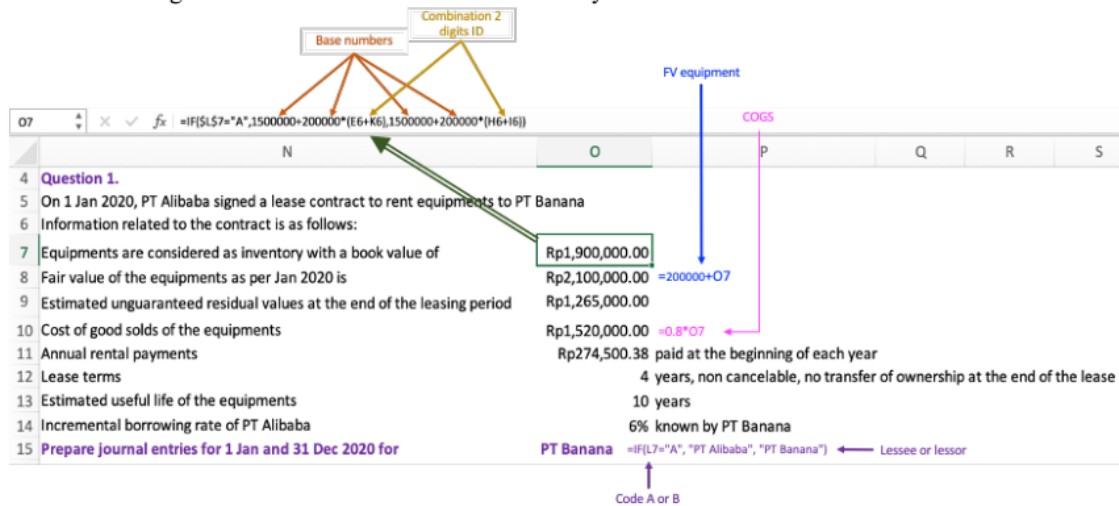 Combination 2
digits ID
Base numbers
FV equipment
O7 fx =IF($L$7="A",1500000+200000*(E6+K6),1500000+200000*(H6+I6))
COGS
N O P Q R S
4 Question 1.
5 On 1 Jan 2020, PT Alibaba signed a lease contract to rent equipments to PT Banana
6 Information related to the contract is as follows:
7 Equipments are considered as inventory with a book value of Rp1,900,000.00
8 Fair value of the equipments as per Jan 2020 is Rp2,100,000.00 =200000+O7
9 Estimated unguaranteed residual values at the end of the leasing period Rp1,265,000.00
10 Cost of good solds of the equipments Rp1,520,000.00 =0.8*O7
11 Annual rental payments Rp274,500.38 paid at the beginning of each year
12 Lease terms 4 years, non cancelable, no transfer of ownership at the end of the lease
13 Estimated useful life of the equipments 10 years
14 Incremental borrowing rate of PT Alibaba 6% known by PT Banana
15 Prepare journal entries for 1 Jan and 31 Dec 2020 for PT Banana =IF(L7="A", "PT Alibaba", "PT Banana") Lessee or lessor
Code A or B